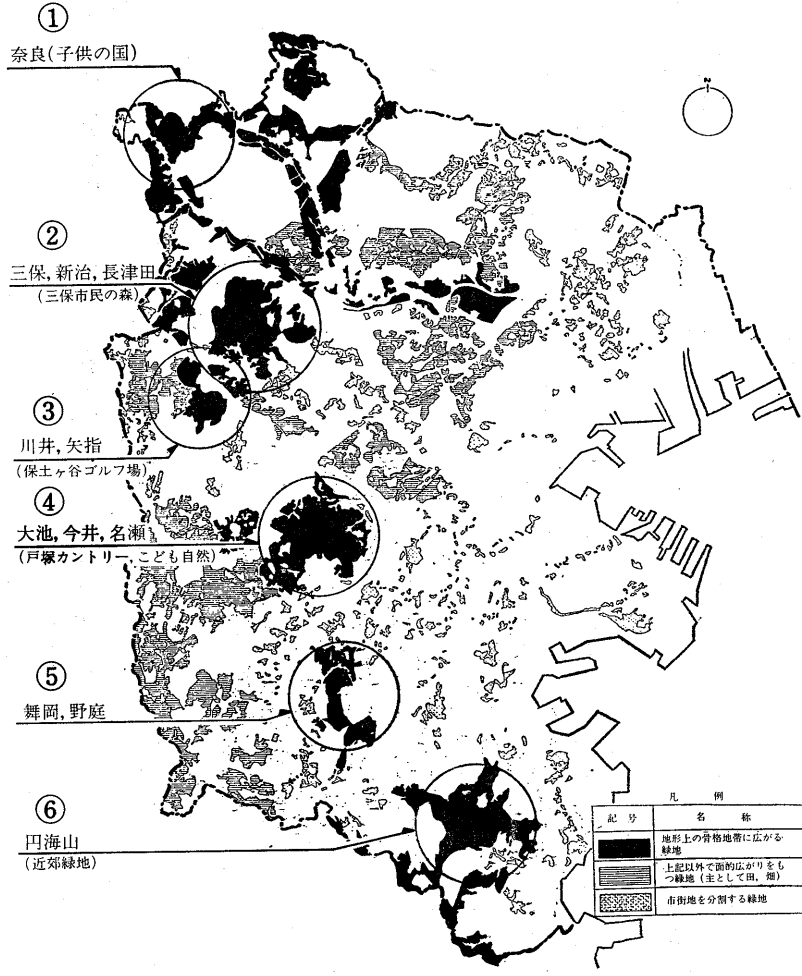 ①
奈良(子供の国)
②
三保,新治,長津田
(三保市民の森)
③
川井,矢指
(保土ヶ谷ゴルフ場)
④
大池,今井,名瀬
(戸塚カントリー,こども自然)
⑤
舞岡,野庭
⑥
円海山
(近郊緑地)
N
凡 例
記 号 名 称
地形上の骨格地帯に広がる
緑地
上記以外で面的広がりをも
つ緑地(主として田,畑)
市街地を分割する緑地